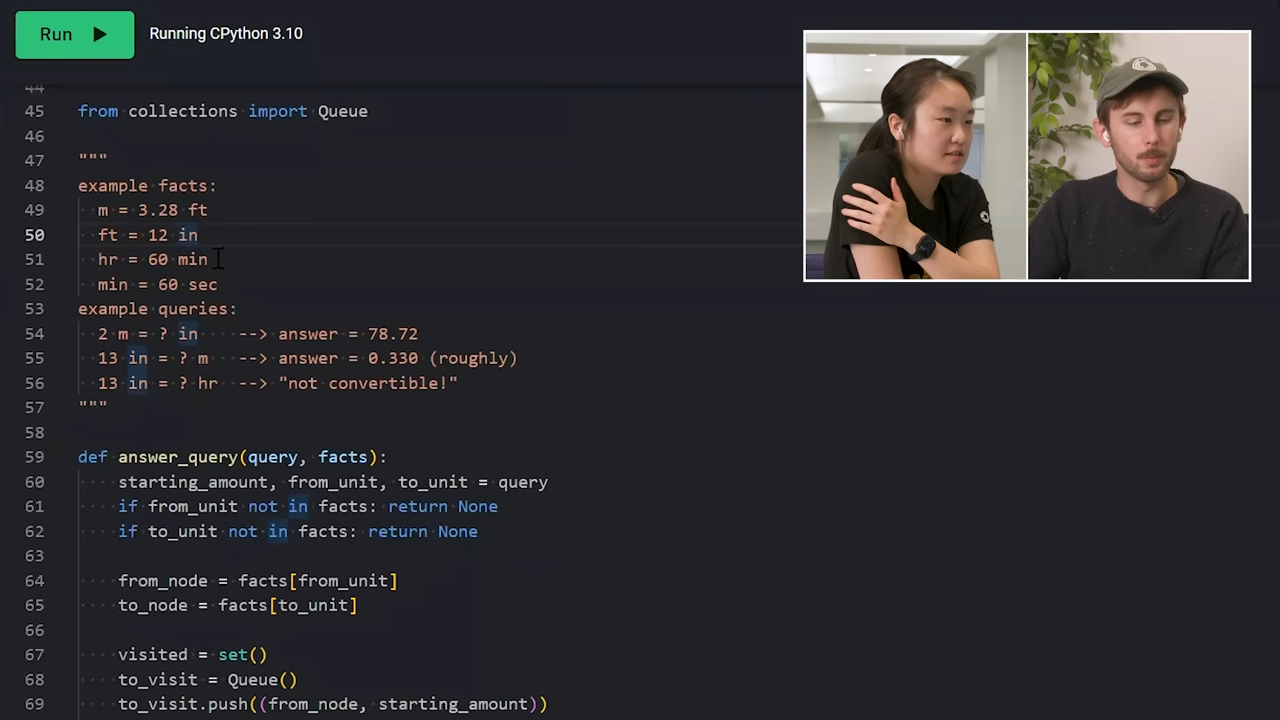 Run
Running CPython 3.10
44
45 from collections import Queue
46
47 """
48 example facts:
49 m = 3.28 ft
50 ft = 12 in
51 hr = 60 min
52 min = 60 sec
53 example queries:
54 2 m = ? in --> answer = 78.72
55 13 in = ? m --> answer = 0.330 (roughly)
56 13 in = ? hr --> "not convertible!"
57 """
58
59 def answer_query(query, facts):
60 starting_amount, from_unit, to_unit = query
61 if from_unit not in facts: return None
62 if to_unit not in facts: return None
63
64 from_node = facts[from_unit]
65 to_node = facts[to_unit]
66
67 visited = set()
68 to_visit = Queue()
69 to_visit.push((from_node, starting_amount))